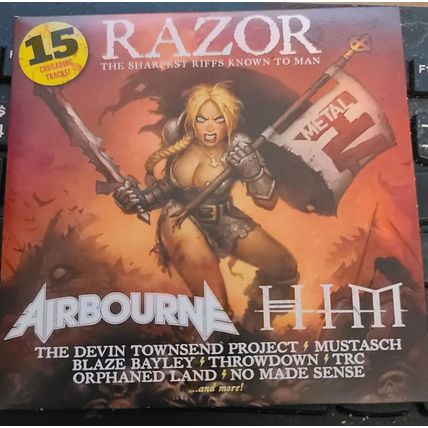 15
CRUSADING
TRACKS!
RAZOR
THE SHARPEST RIFFS KNOWN TO MAN
METAL
AIRBOURNE HIM
THE DEVIN TOWNSEND PROJECT MUSTASCH
BLAZE BAYLEY THROWDOWN TRC
ORPHANED LAND NO MADE SENSE
...and more!